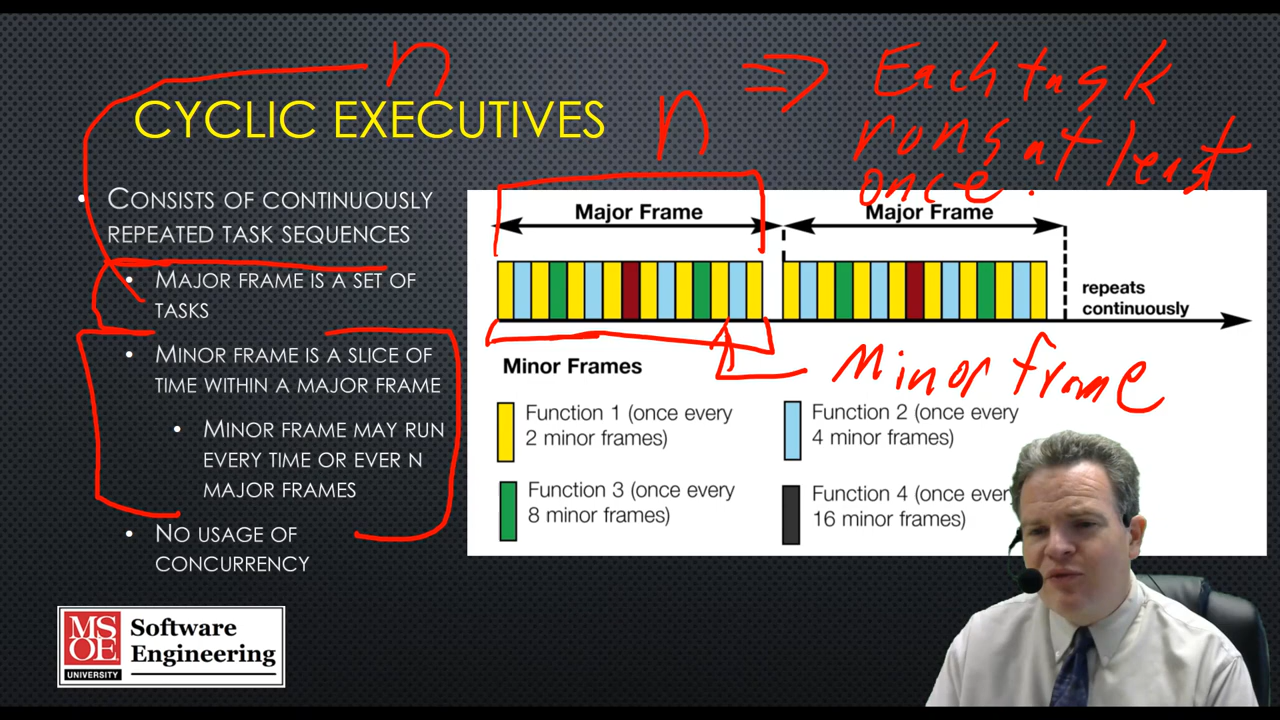 n
CYCLIC EXECUTIVES
n
⇒ Each task
runs at least
once.
• CONSISTS OF CONTINUOUSLY
REPEATED TASK SEQUENCES
• MAJOR FRAME IS A SET OF
TASKS
• MINOR FRAME IS A SLICE OF
TIME WITHIN A MAJOR FRAME
• MINOR FRAME MAY RUN
EVERY TIME OR EVER N
MAJOR FRAMES
• NO USAGE OF
CONCURRENCY
Major Frame
Major Frame
repeats
continuously
Minor frame
Minor Frames
Function 1 (once every
2 minor frames)
Function 2 (once every
4 minor frames)
Function 3 (once every
8 minor frames)
Function 4 (once every
16 minor frames)
MS
OE
UNIVERSITY
Software
Engineering